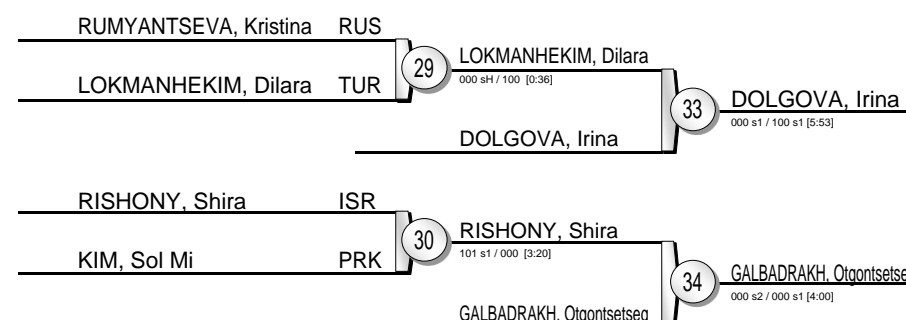 RUMYANTSEVA, Kristina RUS
LOKMANHEKIM, Dilara TUR
29
LOKMANHEKIM, Dilara
000 sH / 100 [0:36]
DOLGOVA, Irina
33
DOLGOVA, Irina
000 s1 / 100 s1 [5:53]
RISHONY, Shira ISR
KIM, Sol Mi PRK
30
RISHONY, Shira
101 s1 / 000 [3:20]
GALBADRAKH, Otgontsetseg
34
GALBADRAKH, Otgontsetse
000 s2 / 000 s1 [4:00]